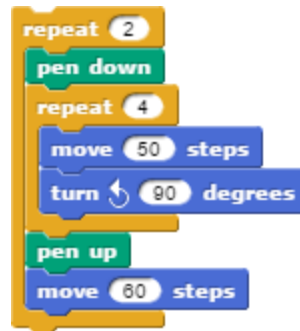 repeat 2
pen down
repeat 4
move 50 steps
turn 90 degrees
pen up
move 60 steps